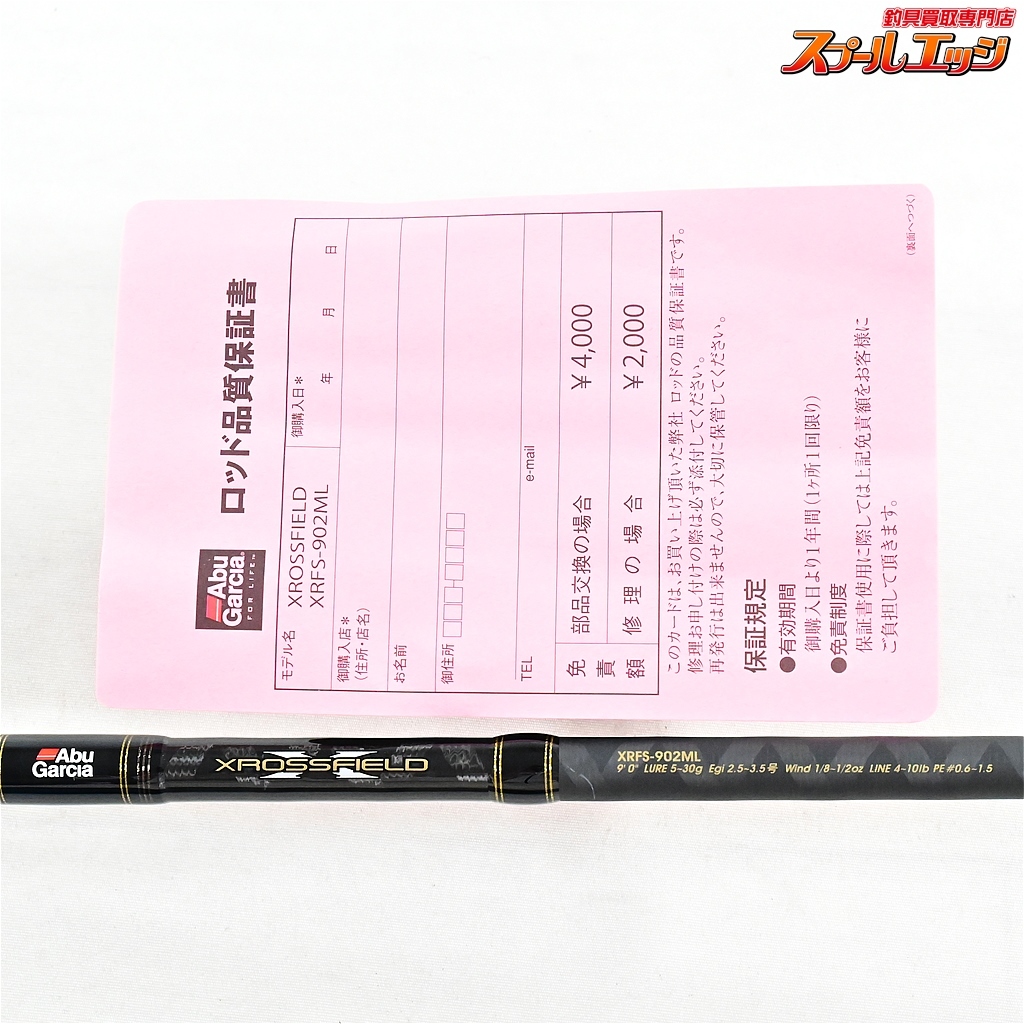 釣具買取専門店
スプールエッジ
Abu
Garcia®
FOR LIFE™
ロッド品質保証書
モデル名
XROSSFIELD
XRFS-902ML
御購入日*
年 月 日
御購入店*
(住所・店名)
お名前
御住所
TEL
e-mail
免責額
部品交換の場合 ￥4,000
修理の場合 ￥2,000
このカードは、お買い上げ頂いた弊社 ロッドの品質保証書です。
修理お申し付けの際は必ず添付してください。
再発行は出来ませんので、大切に保管してください。
保証規定
●有効期間
御購入日より1年間(1ヶ所1回限り)
●免責制度
保証書使用に際しては上記免責額をお客様に
ご負担して頂きます。
(裏面へつづく)
Abu
Garcia
XROSSFIELD
XRFS-902ML
9'0" LURE 5-30g Egi 2.5-3.5号 Wind 1/8-1/2oz LINE 4-10lb PE#0.6-1.5